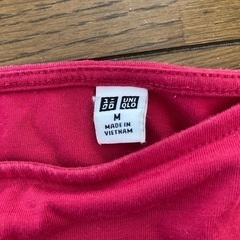 ユニ UNI
クロ QLO
M
MADE IN
VIETNAM